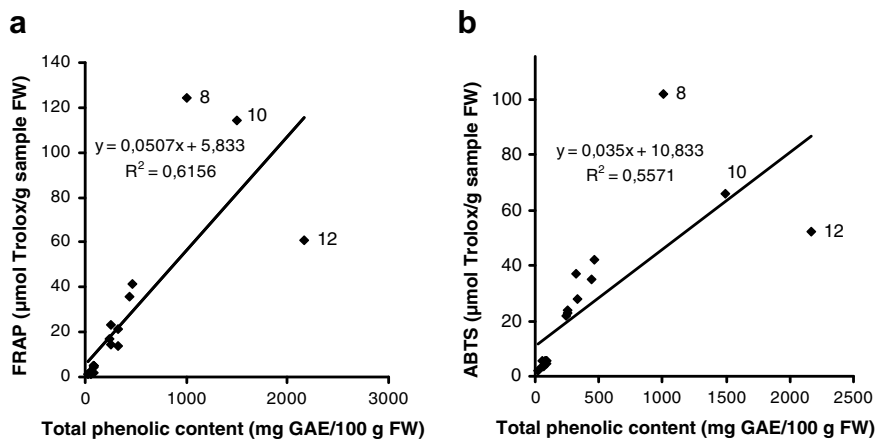 a
FRAP (µmol Trolox/g sample FW)
140
120
100
80
60
40
20
0
y = 0,0507x + 5,833
R² = 0,6156
8
10
12
0 1000 2000 3000
Total phenolic content (mg GAE/100 g FW)
b
ABTS (µmol Trolox/g sample FW)
100
80
60
40
20
0
y = 0,035x + 10,833
R² = 0,5571
8
10
12
0 500 1000 1500 2000 2500
Total phenolic content (mg GAE/100 g FW)